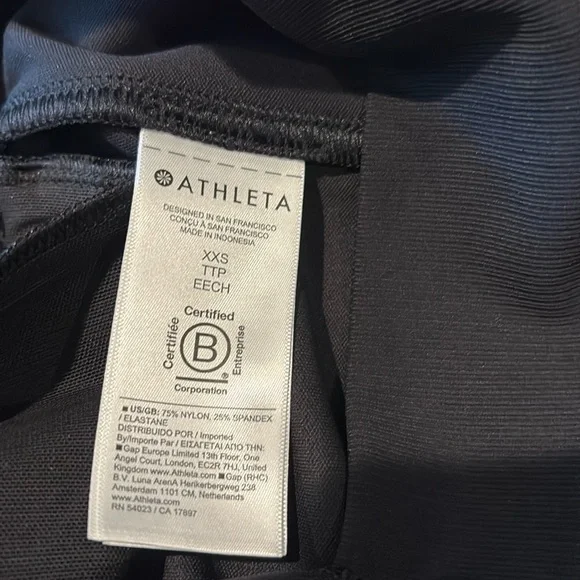 ATHLETA
DESIGNED IN SAN FRANCISCO
CONÇU À SAN FRANCISCO
MADE IN INDONESIA
XXS
TTP
EECH
Certified
Certifiée
B
Entreprise
®
Corporation
■ US/GB: 75% NYLON, 25% SPANDEX
/ ELASTANE
DISTRIBUIDO POR / Imported
By/Importe Par / ΕΙΣΑΓΕΤΑΙ ΑΠΟ ΤΗΝ:
■ Gap Europe Limited 13th Floor, One
Angel Court, London, EC2R 7HJ, United
Kingdom www.Athleta.com ■ Gap (RHC)
B.V. Luna ArenA Herikerbergweg 238
Amsterdam 1101 CM, Netherlands
www.Athleta.com
RN 54023 / CA 17897